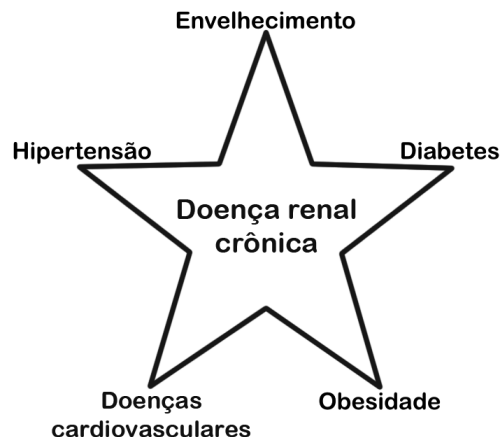 Envelhecimento
Hipertensão
Diabetes
Doença renal
crônica
Doenças
cardiovasculares
Obesidade